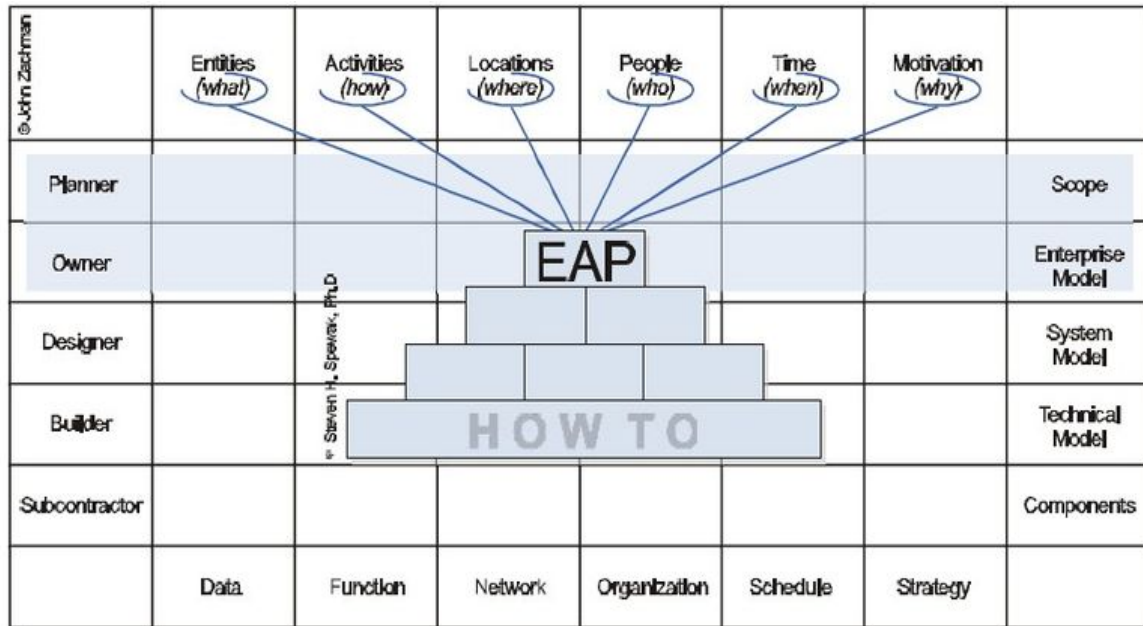 © John Zachman
Entities
(what)
Activities
(how)
Locations
(where)
People
(who)
Time
(when)
Motivation
(why)
Planner
Scope
Owner
EAP
Enterprise
Model
© Steven H. Spewak, Ph.D
Designer
System
Model
Builder
HOW TO
Technical
Model
Subcontractor
Components
Data
Function
Network
Organization
Schedule
Strategy